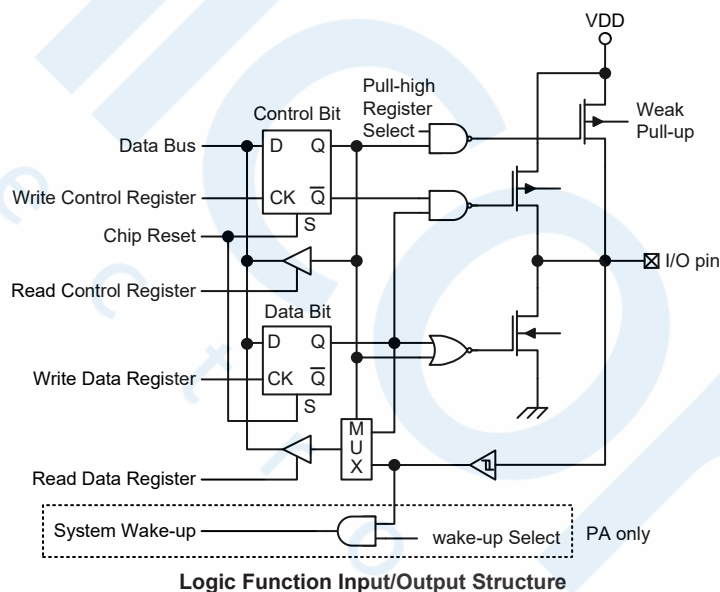 VDD
Pull-high
Register
Select
Weak
Pull-up
Control Bit
Data Bus
D Q
Write Control Register
CK Q
S
Chip Reset
I/O pin
Read Control Register
Data Bit
D Q
Write Data Register
CK Q
S
M
U
X
Read Data Register
System Wake-up
wake-up Select
PA only
Logic Function Input/Output Structure